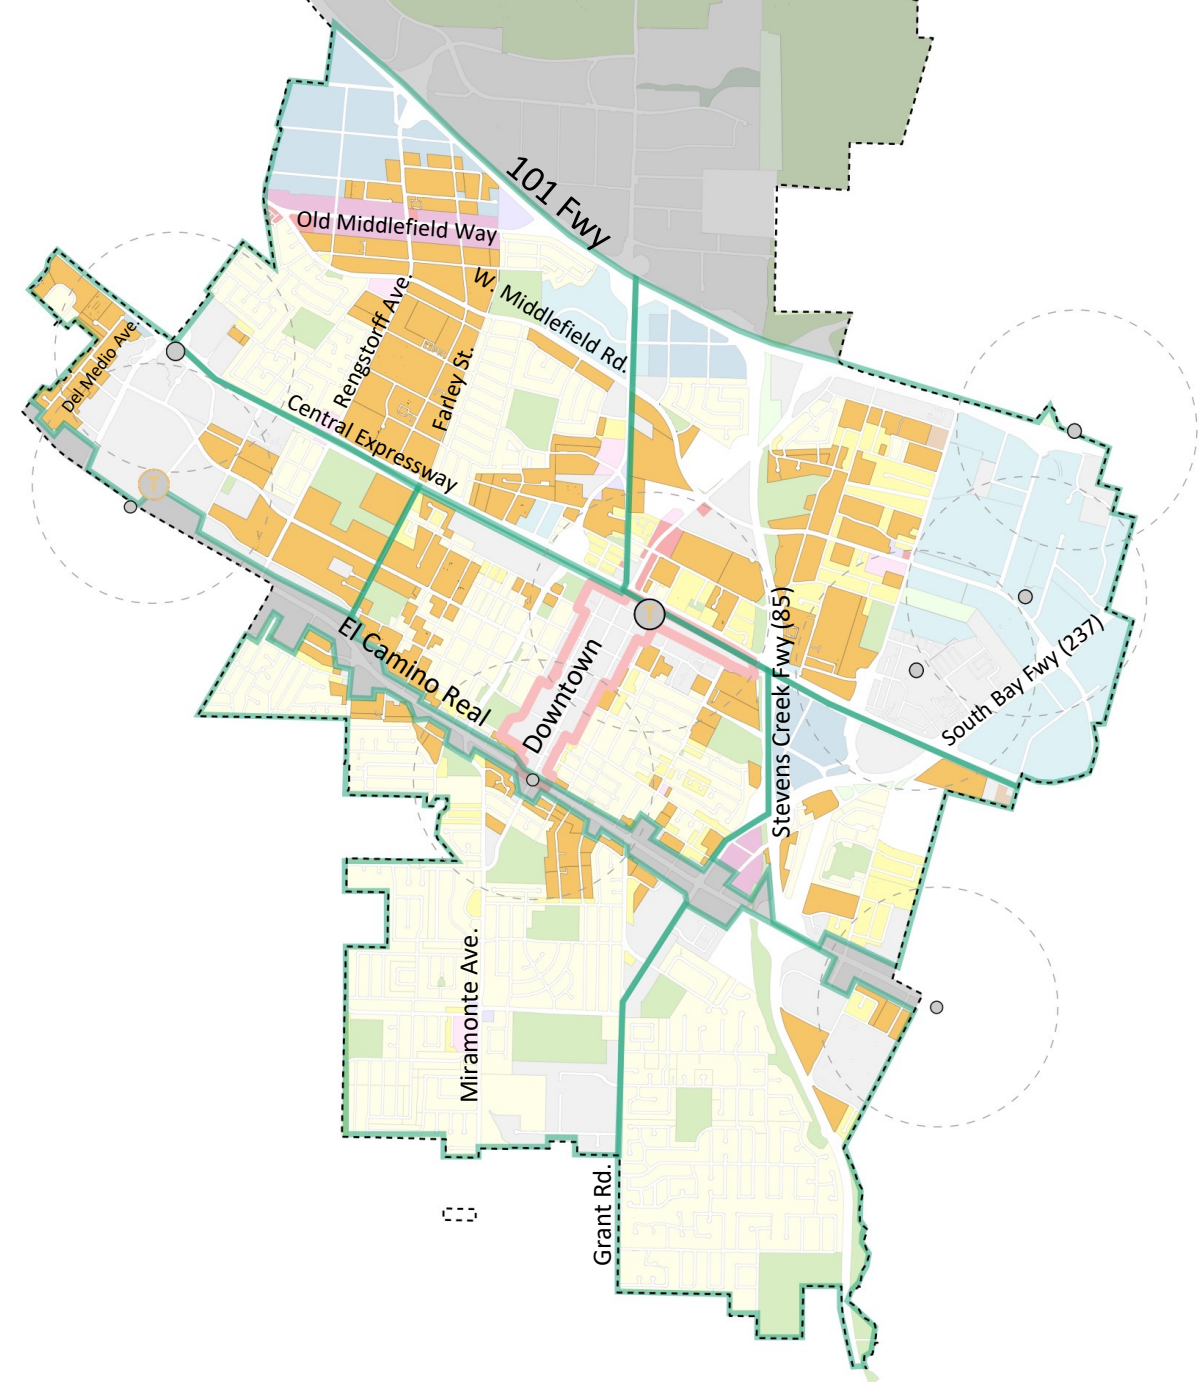 101 Fwy
Old Middlefield Way
W. Middlefield Rd.
Rengstorff Ave.
Del Medio Ave.
Farley St.
Central Expressway
T
T
El Camino Real
Downtown
Stevens Creek Fwy (85)
South Bay Fwy (237)
Miramonte Ave.
Grant Rd.